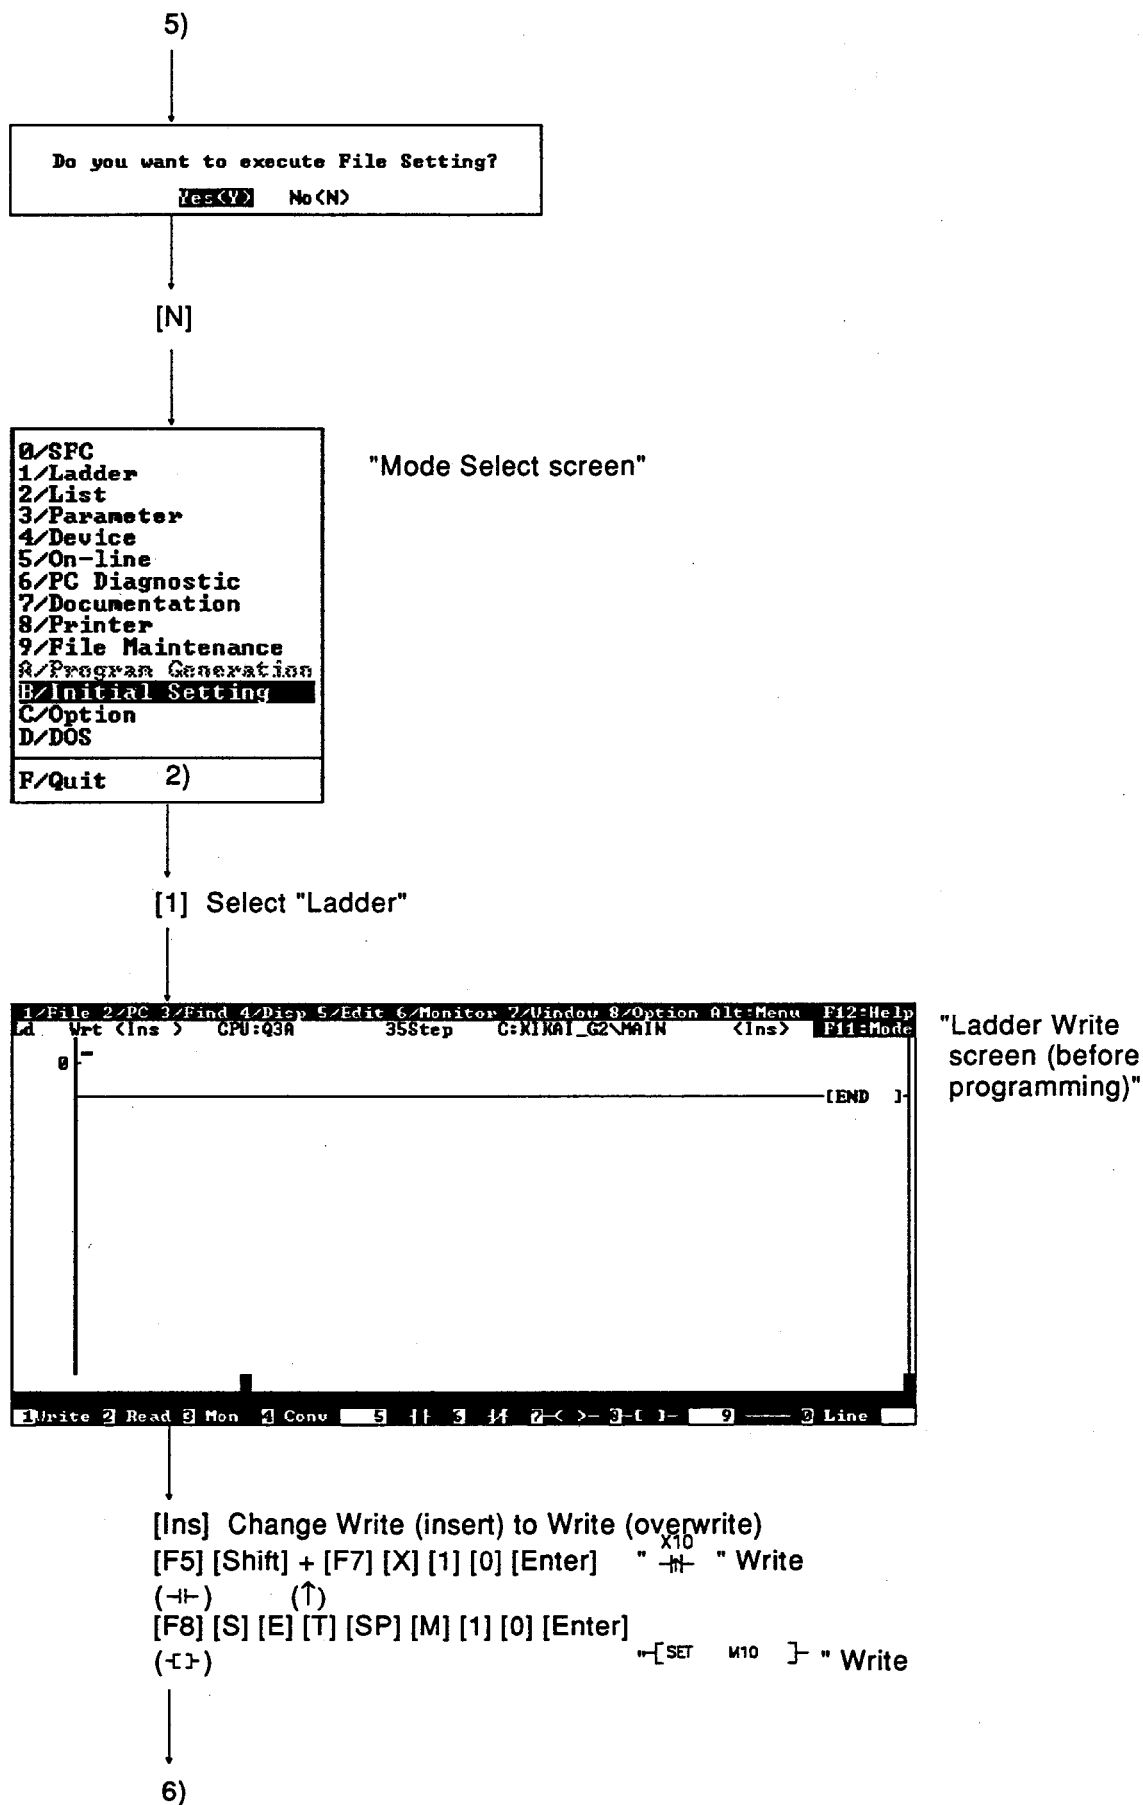 5)
Do you want to execute File Setting?
Yes<Y> No<N>
[N]
0/SFC
1/Ladder
2/List
3/Parameter
4/Device
5/On-line
6/PC Diagnostic
7/Documentation
8/Printer
9/File Maintenance
A/Program Generation
B/Initial Setting
C/Option
D/DOS
F/Quit 2)
"Mode Select screen"
[1] Select "Ladder"
1/File 2/PC 3/Find 4/Disp 5/Edit 6/Monitor 7/Window 8/Option Alt:Menu F12:Help
Ld Wrt <Ins > CPU:Q3A 35Step C:KIKAI_G2\MAIN <Ins> F11:Mode
0
[END ]
1Write 2 Read 3 Mon 4 Conv 5 ┤├ 6 ┤/├ 7-< >- 8-[ ]- 9 ── 0 Line
"Ladder Write
screen (before
programming)"
[Ins] Change Write (insert) to Write (overwrite)
X10
[F5] [Shift] + [F7] [X] [1] [0] [Enter] " ┤↑├ " Write
(┤├) (↑)
[F8] [S] [E] [T] [SP] [M] [1] [0] [Enter]
(-[ ]-) "-[SET M10 ]- " Write
6)